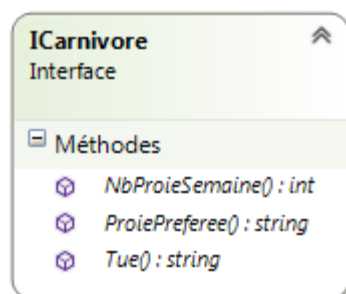 ICarnivore
Interface
Méthodes
NbProieSemaine() : int
ProiePreferee() : string
Tue() : string